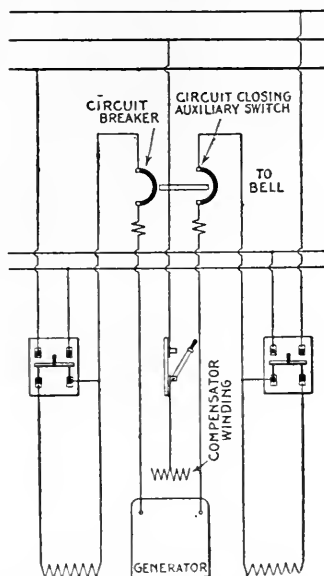 CIRCUIT
BREAKER
CIRCUIT CLOSING
AUXILIARY SWITCH
TO
BELL
COMPENSATOR
WINDING
GENERATOR